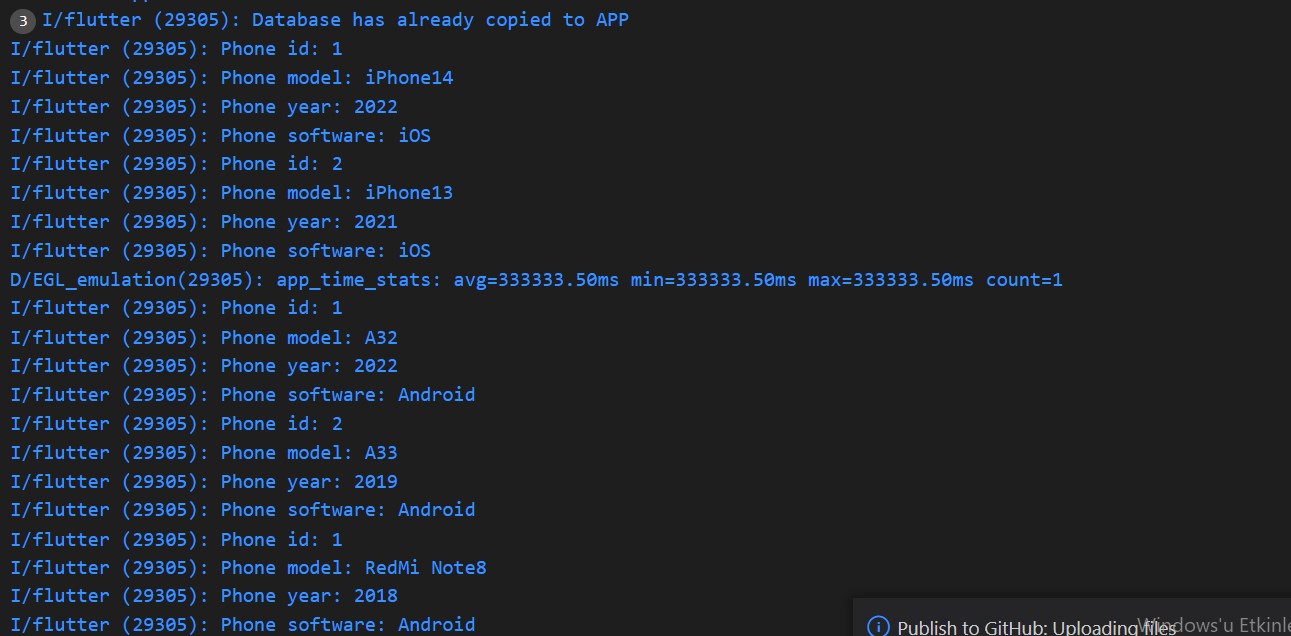 3 I/flutter (29305): Database has already copied to APP
I/flutter (29305): Phone id: 1
I/flutter (29305): Phone model: iPhone14
I/flutter (29305): Phone year: 2022
I/flutter (29305): Phone software: iOS
I/flutter (29305): Phone id: 2
I/flutter (29305): Phone model: iPhone13
I/flutter (29305): Phone year: 2021
I/flutter (29305): Phone software: iOS
D/EGL_emulation(29305): app_time_stats: avg=333333.50ms min=333333.50ms max=333333.50ms count=1
I/flutter (29305): Phone id: 1
I/flutter (29305): Phone model: A32
I/flutter (29305): Phone year: 2022
I/flutter (29305): Phone software: Android
I/flutter (29305): Phone id: 2
I/flutter (29305): Phone model: A33
I/flutter (29305): Phone year: 2019
I/flutter (29305): Phone software: Android
I/flutter (29305): Phone id: 1
I/flutter (29305): Phone model: RedMi Note8
I/flutter (29305): Phone year: 2018
I/flutter (29305): Phone software: Android
Publish to GitHub: Uploading files
Windows'u Etkinle